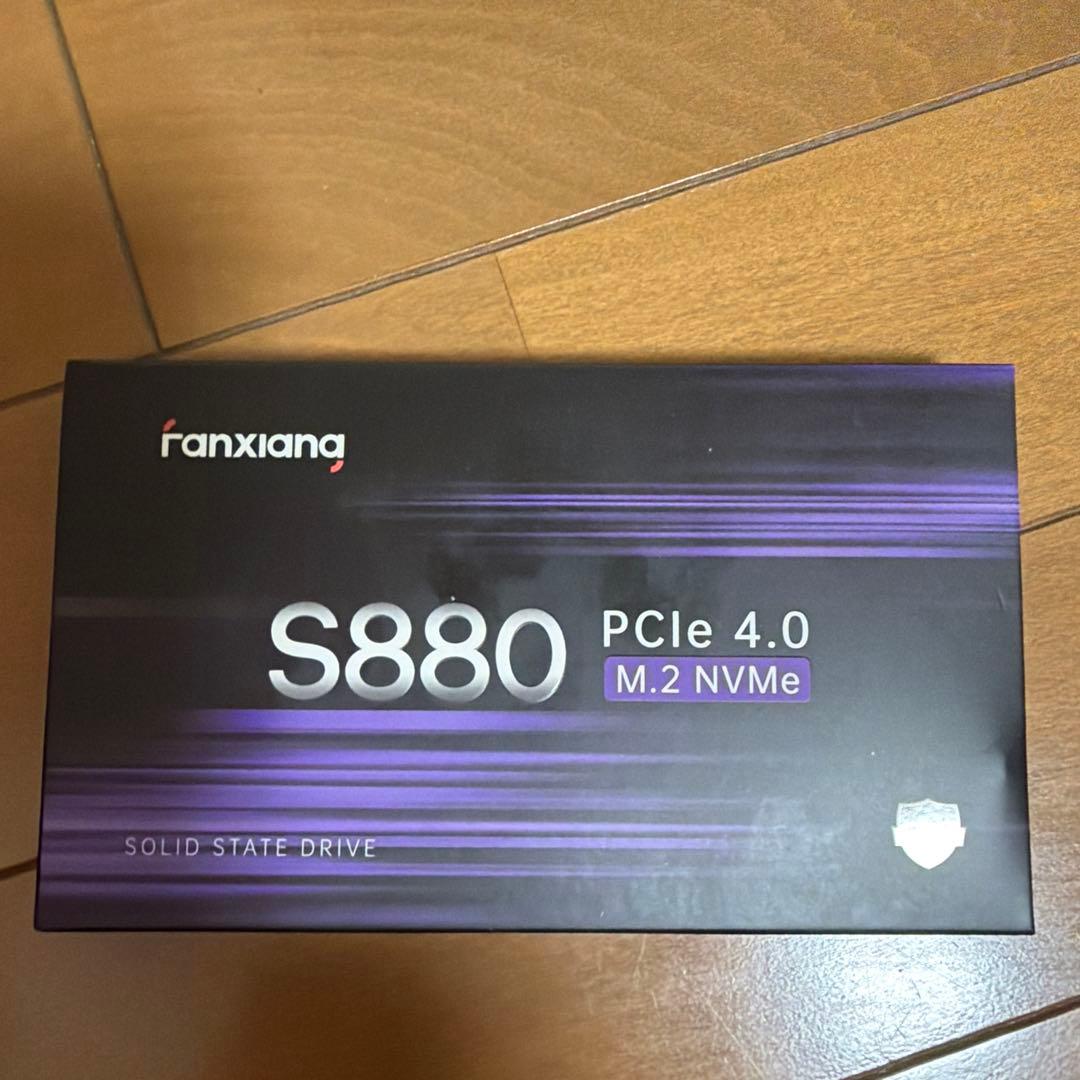 fanxiang
S880
PCIe 4.0
M.2 NVMe
SOLID STATE DRIVE